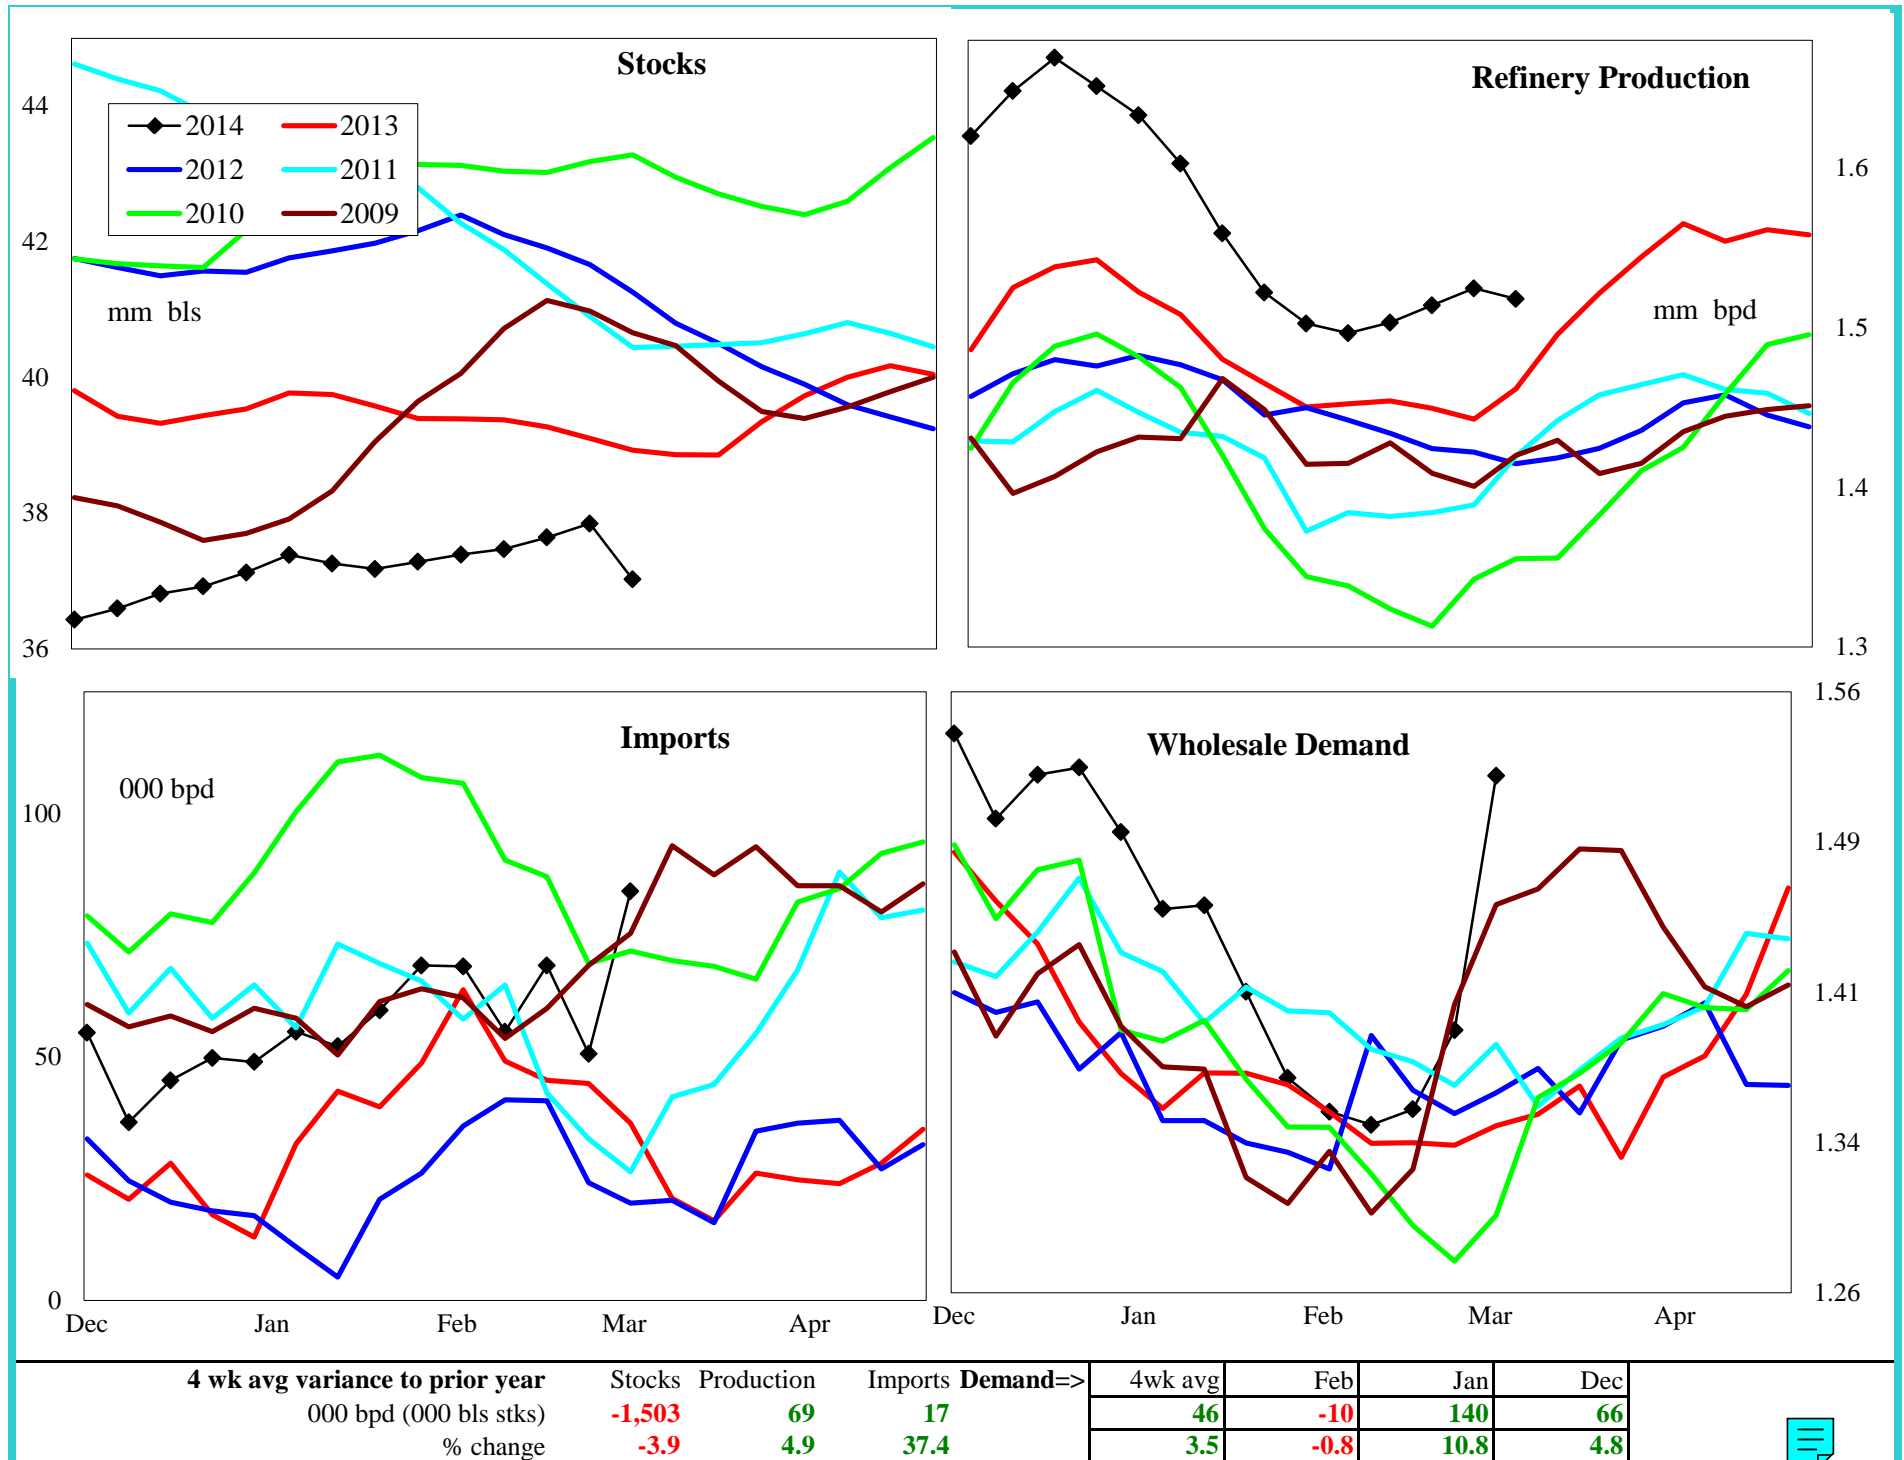 Stocks
44
42
40
38
36
2014 2013
2012 2011
2010 2009
mm bls
Refinery Production
1.6
1.5
1.4
1.3
mm bpd
Imports
000 bpd
100
50
0
Dec Jan Feb Mar Apr
Wholesale Demand
1.56
1.49
1.41
1.34
1.26
Dec Jan Feb Mar Apr
4 wk avg variance to prior year Stocks Production Imports Demand=> 4wk avg Feb Jan Dec
000 bpd (000 bls stks) -1,503 69 17 46 -10 140 66
% change -3.9 4.9 37.4 3.5 -0.8 10.8 4.8